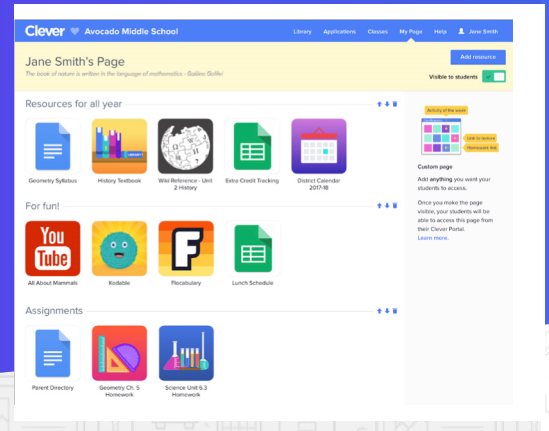 Clever Avocado Middle School
Library Applications Classes My Page Help Jane Smith
Jane Smith's Page
The book of nature is written in the language of mathematics - Galileo Galilei
Add resource
Visible to students
Resources for all year
Geometry Syllabus
History Textbook
Wiki Reference - Unit
2 History
Extra Credit Tracking
District Calendar
2017-18
For fun!
You
Tube
All About Mammals
Kodable
F
Flocabulary
Lunch Schedule
Assignments
Parent Directory
Geometry Ch. 5
Homework
Science Unit 6.3
Homework
Activity of the week
Link to lecture
Homework link
Custom page
Add anything you want your
students to access.
Once you make the page
visible, your students will be
able to access this page from
their Clever Portal.
Learn more.